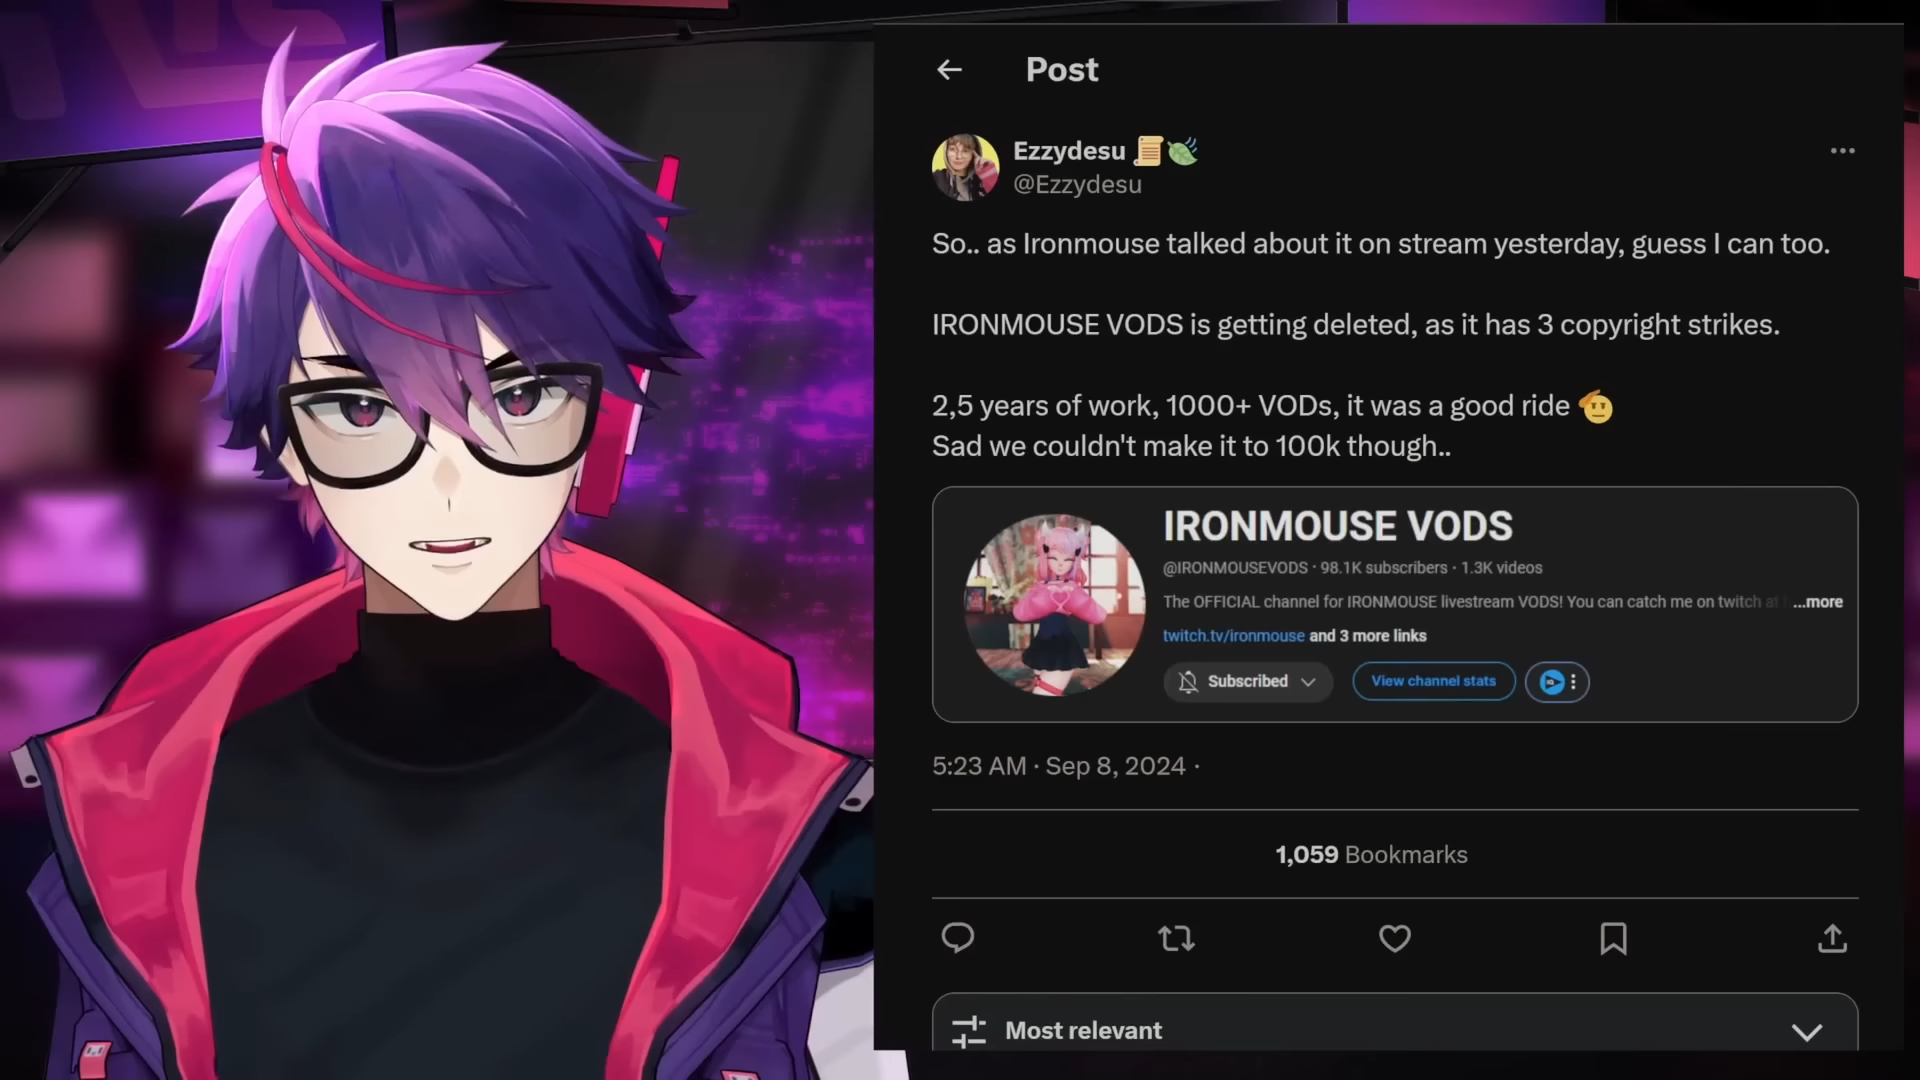 Post
Ezzydesu
@Ezzydesu
So.. as Ironmouse talked about it on stream yesterday, guess I can too.
IRONMOUSE VODS is getting deleted, as it has 3 copyright strikes.
2,5 years of work, 1000+ VODs, it was a good ride
Sad we couldn't make it to 100k though..
IRONMOUSE VODS
@IRONMOUSEVODS · 98.1K subscribers · 1.3K videos
The OFFICIAL channel for IRONMOUSE livestream VODS! You can catch me on twitch at ...more
twitch.tv/ironmouse and 3 more links
Subscribed
View channel stats
5:23 AM · Sep 8, 2024 ·
1,059 Bookmarks
Most relevant